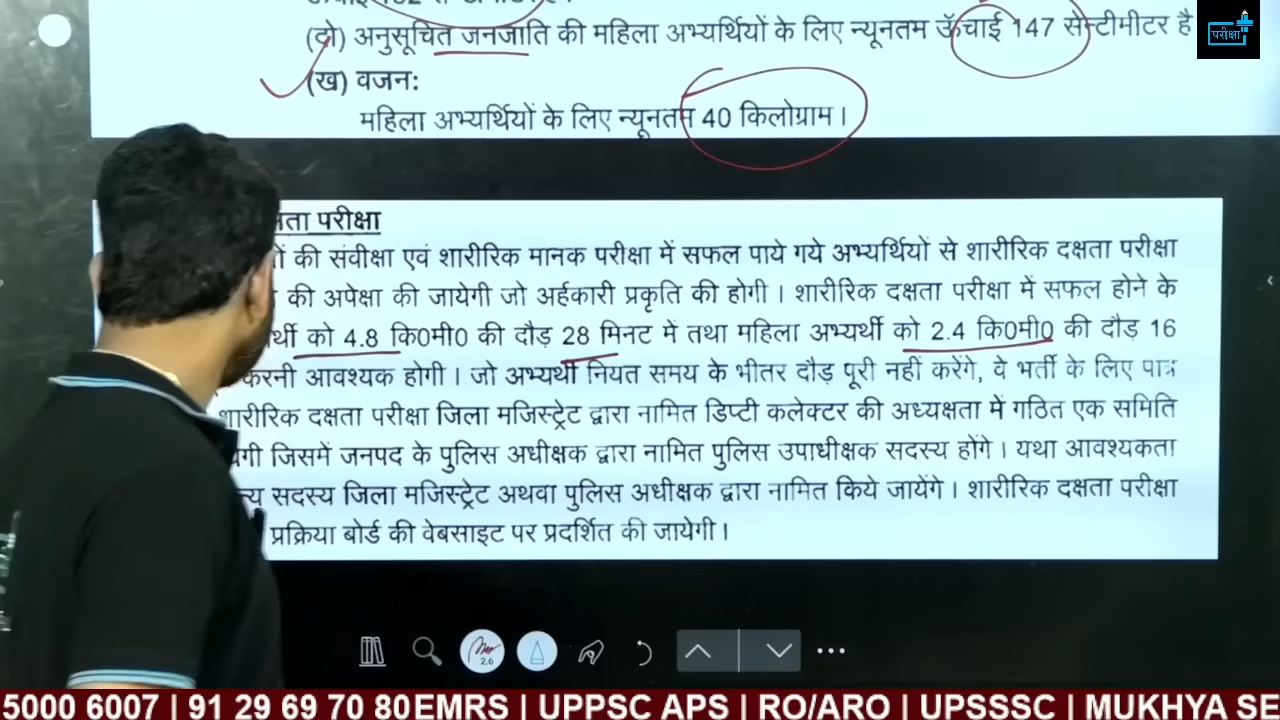 (दो) अनुसूचित जनजाति की महिला अभ्यर्थियों के लिए न्यूनतम ऊँचाई 147 सेन्टीमीटर है
परीक्षा
(ख) वजन:
महिला अभ्यर्थियों के लिए न्यूनतम 40 किलोग्राम।
परीक्षा
की संवीक्षा एवं शारीरिक मानक परीक्षा में सफल पाये गये अभ्यर्थियों से शारीरिक दक्षता परीक्षा
की अपेक्षा की जायेगी जो अर्हकारी प्रकृति की होगी। शारीरिक दक्षता परीक्षा में सफल होने के
को 4.8 कि0मी0 की दौड़ 28 मिनट में तथा महिला अभ्यर्थी को 2.4 कि0मी0 की दौड़ 16
करनी आवश्यक होगी। जो अभ्यर्थी नियत समय के भीतर दौड़ पूरी नहीं करेंगे, वे भर्ती के लिए पात्र
शारीरिक दक्षता परीक्षा जिला मजिस्ट्रेट द्वारा नामित डिप्टी कलेक्टर की अध्यक्षता में गठित एक समिति
जिसमें जनपद के पुलिस अधीक्षक द्वारा नामित पुलिस उपाधीक्षक सदस्य होंगे। यथा आवश्यकता
सदस्य जिला मजिस्ट्रेट अथवा पुलिस अधीक्षक द्वारा नामित किये जायेंगे। शारीरिक दक्षता परीक्षा
प्रक्रिया बोर्ड की वेबसाइट पर प्रदर्शित की जायेगी।
2.6
5000 6007 | 91 29 69 70 80 EMRS | UPPSC APS | RO/ARO | UPSSSC | MUKHYA SE